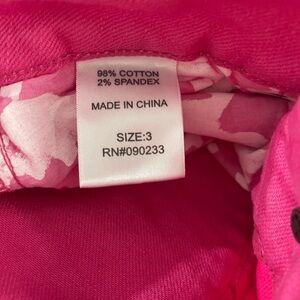 98% COTTON
2% SPANDEX
MADE IN CHINA
SIZE:3
RN#090233